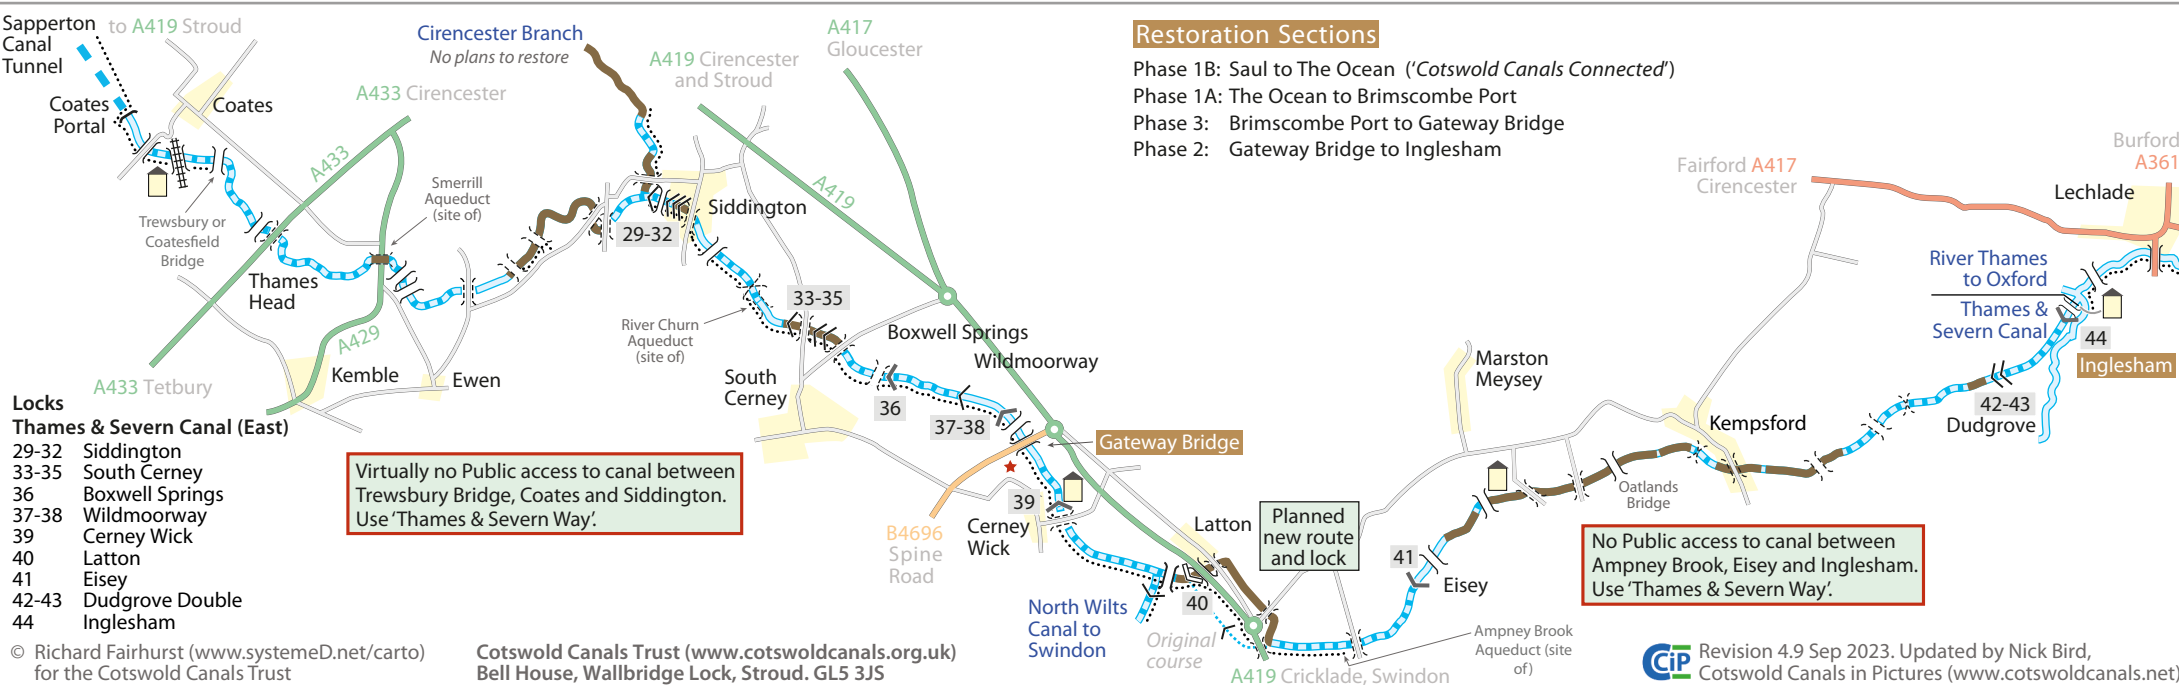 Sapperton
Canal
Tunnel
to A419 Stroud
Coates
Portal
Coates
A433 Cirencester
A433
Trewsbury or
Coatesfield
Bridge
Thames
Head
Smerrill
Aqueduct
(site of)
A429
A433 Tetbury
Kemble
Ewen
Cirencester Branch
No plans to restore
A419 Cirencester
and Stroud
A417
Gloucester
A419
Siddington
29-32
33-35
River Churn
Aqueduct
(site of)
Boxwell Springs
Wildmoorway
South
Cerney
36
37-38
Gateway Bridge
39
Cerney
Wick
B4696
Spine
Road
North Wilts
Canal to
Swindon
Latton
40
Original
course
A419 Cricklade, Swindon
Planned
new route
and lock
41
Eisey
Ampney Brook
Aqueduct (site
of)
Marston
Meysey
Oatlands
Bridge
Kempsford
Fairford A417
Cirencester
Burford
A361
Lechlade
River Thames
to Oxford
Thames &
Severn Canal
44
Inglesham
42-43
Dudgrove
Restoration Sections
Phase 1B: Saul to The Ocean ('Cotswold Canals Connected')
Phase 1A: The Ocean to Brimscombe Port
Phase 3: Brimscombe Port to Gateway Bridge
Phase 2: Gateway Bridge to Inglesham
Locks
Thames & Severn Canal (East)
29-32 Siddington
33-35 South Cerney
36 Boxwell Springs
37-38 Wildmoorway
39 Cerney Wick
40 Latton
41 Eisey
42-43 Dudgrove Double
44 Inglesham
Virtually no Public access to canal between
Trewsbury Bridge, Coates and Siddington.
Use 'Thames & Severn Way'.
No Public access to canal between
Ampney Brook, Eisey and Inglesham.
Use 'Thames & Severn Way'.
© Richard Fairhurst (www.systemeD.net/carto)
for the Cotswold Canals Trust
Cotswold Canals Trust (www.cotswoldcanals.org.uk)
Bell House, Wallbridge Lock, Stroud. GL5 3JS
CiP
Revision 4.9 Sep 2023. Updated by Nick Bird,
Cotswold Canals in Pictures (www.cotswoldcanals.net)